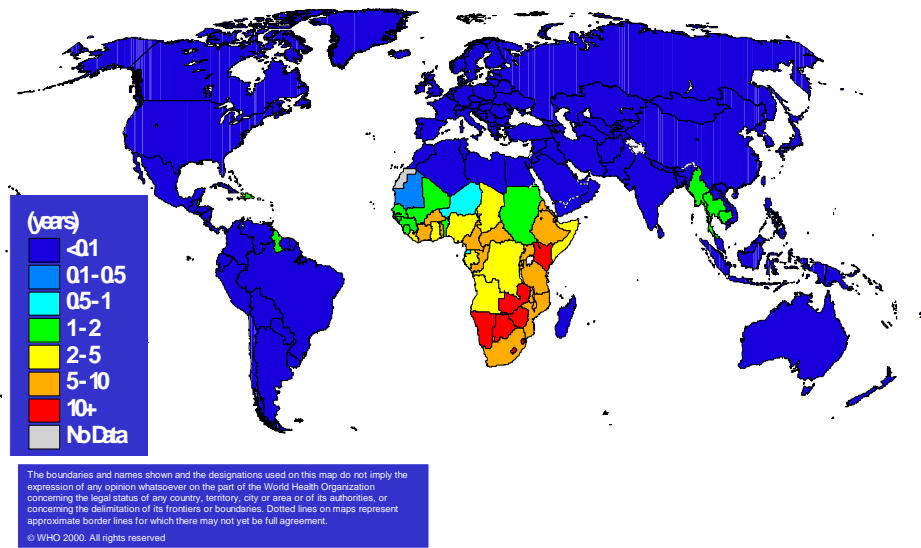 (years)
<0.1
0.1-0.5
0.5-1
1-2
2-5
5-10
10+
No Data
The boundaries and names shown and the designations used on this map do not imply the
expression of any opinion whatsoever on the part of the World Health Organization
concerning the legal status of any country, territory, city or area or of its authorities, or
concerning the delimitation of its frontiers or boundaries. Dotted lines on maps represent
approximate border lines for which there may not yet be full agreement.
© WHO 2000. All rights reserved